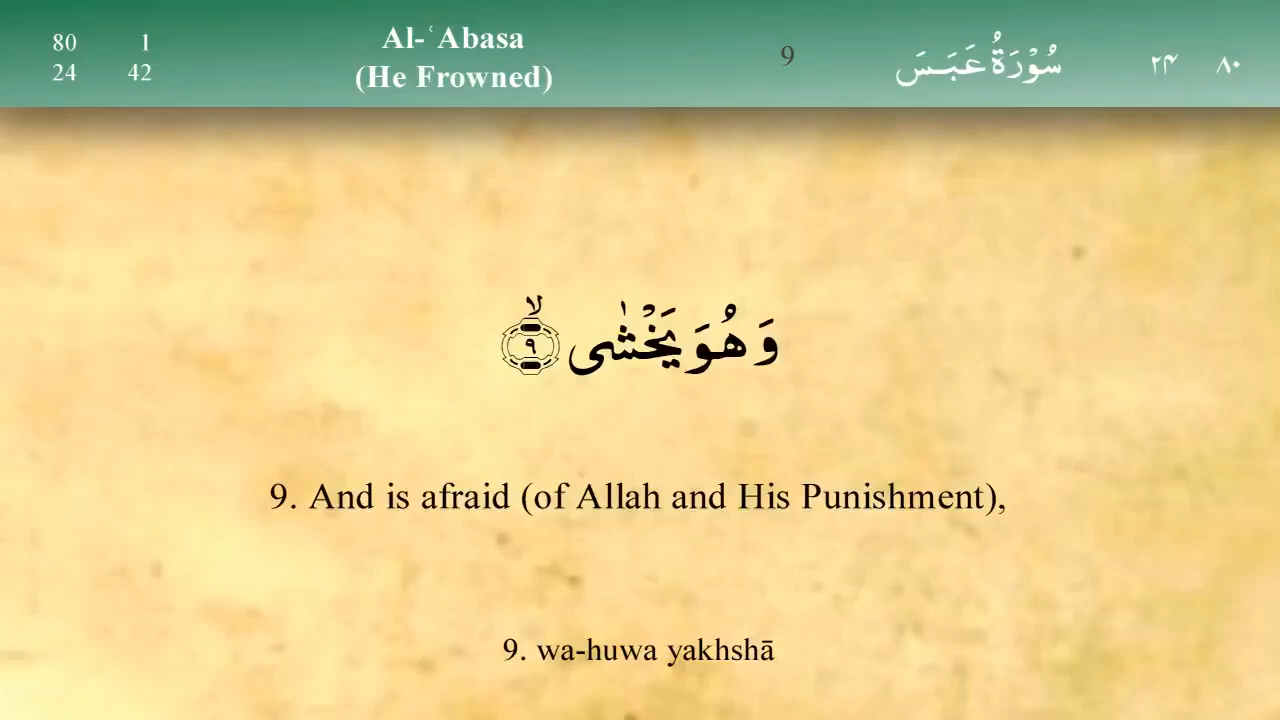 80 1
24 42
Al-ʿAbasa
(He Frowned)
9
سُوْرَةُ عَبَسَ
٢٤ ٨٠
وَهُوَ يَخْشٰى ۙ ٩
9. And is afraid (of Allah and His Punishment),
9. wa-huwa yakhshā